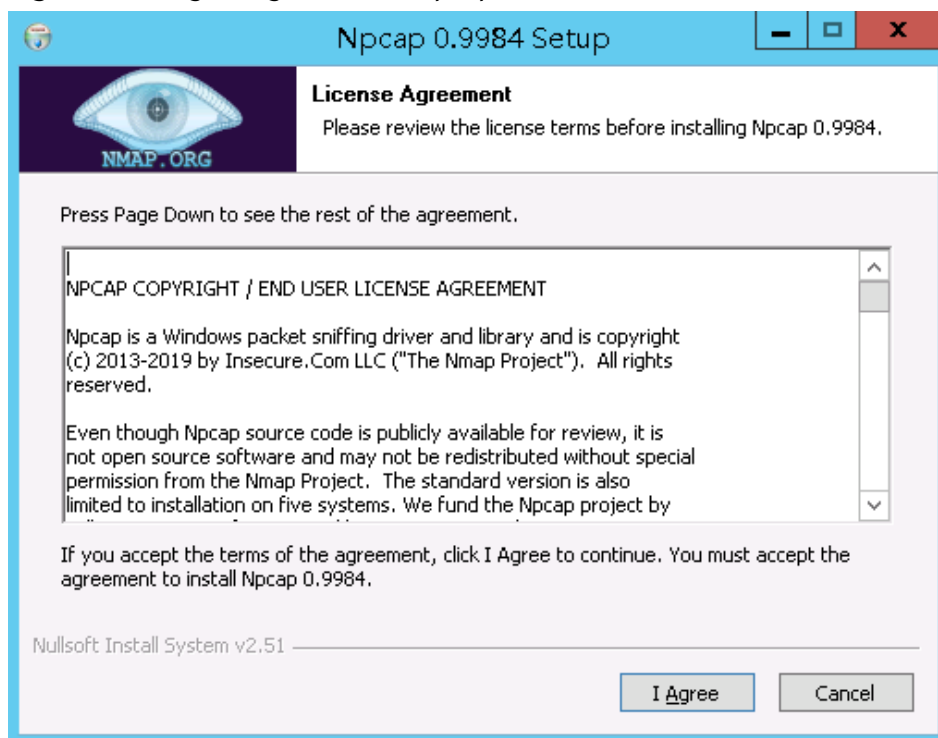 Npcap 0.9984 Setup
NMAP.ORG
License Agreement
Please review the license terms before installing Npcap 0.9984.
Press Page Down to see the rest of the agreement.
NPCAP COPYRIGHT / END USER LICENSE AGREEMENT
Npcap is a Windows packet sniffing driver and library and is copyright
(c) 2013-2019 by Insecure.Com LLC ("The Nmap Project").  All rights
reserved.
Even though Npcap source code is publicly available for review, it is
not open source software and may not be redistributed without special
permission from the Nmap Project.  The standard version is also
limited to installation on five systems. We fund the Npcap project by
If you accept the terms of the agreement, click I Agree to continue. You must accept the
agreement to install Npcap 0.9984.
Nullsoft Install System v2.51
I Agree
Cancel